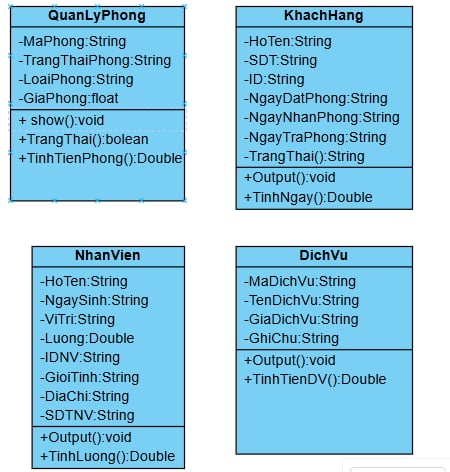 QuanLyPhong
-MaPhong:String
-TrangThaiPhong:String
-LoaiPhong:String
-GiaPhong:float
+ show():void
+TrangThai():bolean
+TinhTienPhong():Double
KhachHang
-HoTen:String
-SDT:String
-ID:String
-NgayDatPhong:String
-NgayNhanPhong:String
-NgayTraPhong:String
-TrangThai():String
+Output():void
+TinhNgay():Double
NhanVien
-HoTen:String
-NgaySinh:String
-ViTri:String
-Luong:Double
-IDNV:String
-GioiTinh:String
-DiaChi:String
-SDTNV:String
+Output():void
+TinhLuong():Double
DichVu
-MaDichVu:String
-TenDichVu:String
-GiaDichVu:String
-GhiChu:String
+Output():void
+TinhTienDV():Double